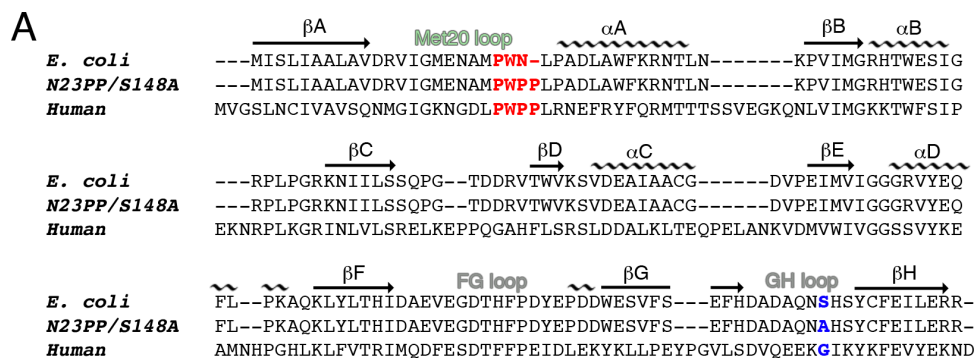 A
βA Met20 loop αA βB αB
E. coli ---MISLIAALAVDRVIGMENAMPWN-LPADLAWFKRNTLN--------KPVIMGRHTWESIG
N23PP/S148A ---MISLIAALAVDRVIGMENAMPWPPLPADLAWFKRNTLN--------KPVIMGRHTWESIG
Human MVGSLNCIVAVSQNMGIGKNGDLPWPPLRNEFRYFQRMTTTSSVEGKQNLVIMGKKTWFSIP
βC βD αC βE αD
E. coli ---RPLPGRKNIILSSQPG--TDDRVTWVKSVDEAIAACG------DVPEIMVIGGGRVYEQ
N23PP/S148A ---RPLPGRKNIILSSQPG--TDDRVTWVKSVDEAIAACG------DVPEIMVIGGGRVYEQ
Human EKNRPLKGRINLVLSRELKEPPQGAHFLSRSLDDALKLTEQPELANKVDMVWIVGGSSVYKE
βF FG loop βG GH loop βH
E. coli FL--PKAQKLYLTHIDAEVEGDTHFPDYEPDDWESVFS---EFHDADAQNSHSYCFEILERR-
N23PP/S148A FL--PKAQKLYLTHIDAEVEGDTHFPDYEPDDWESVFS---EFHDADAQNAHSYCFEILERR-
Human AMNHPGHLKLFVTRIMQDFESDTFFPEIDLEKYKLLPEYPGVLSDVQEEKGIKYKFEVYEKND